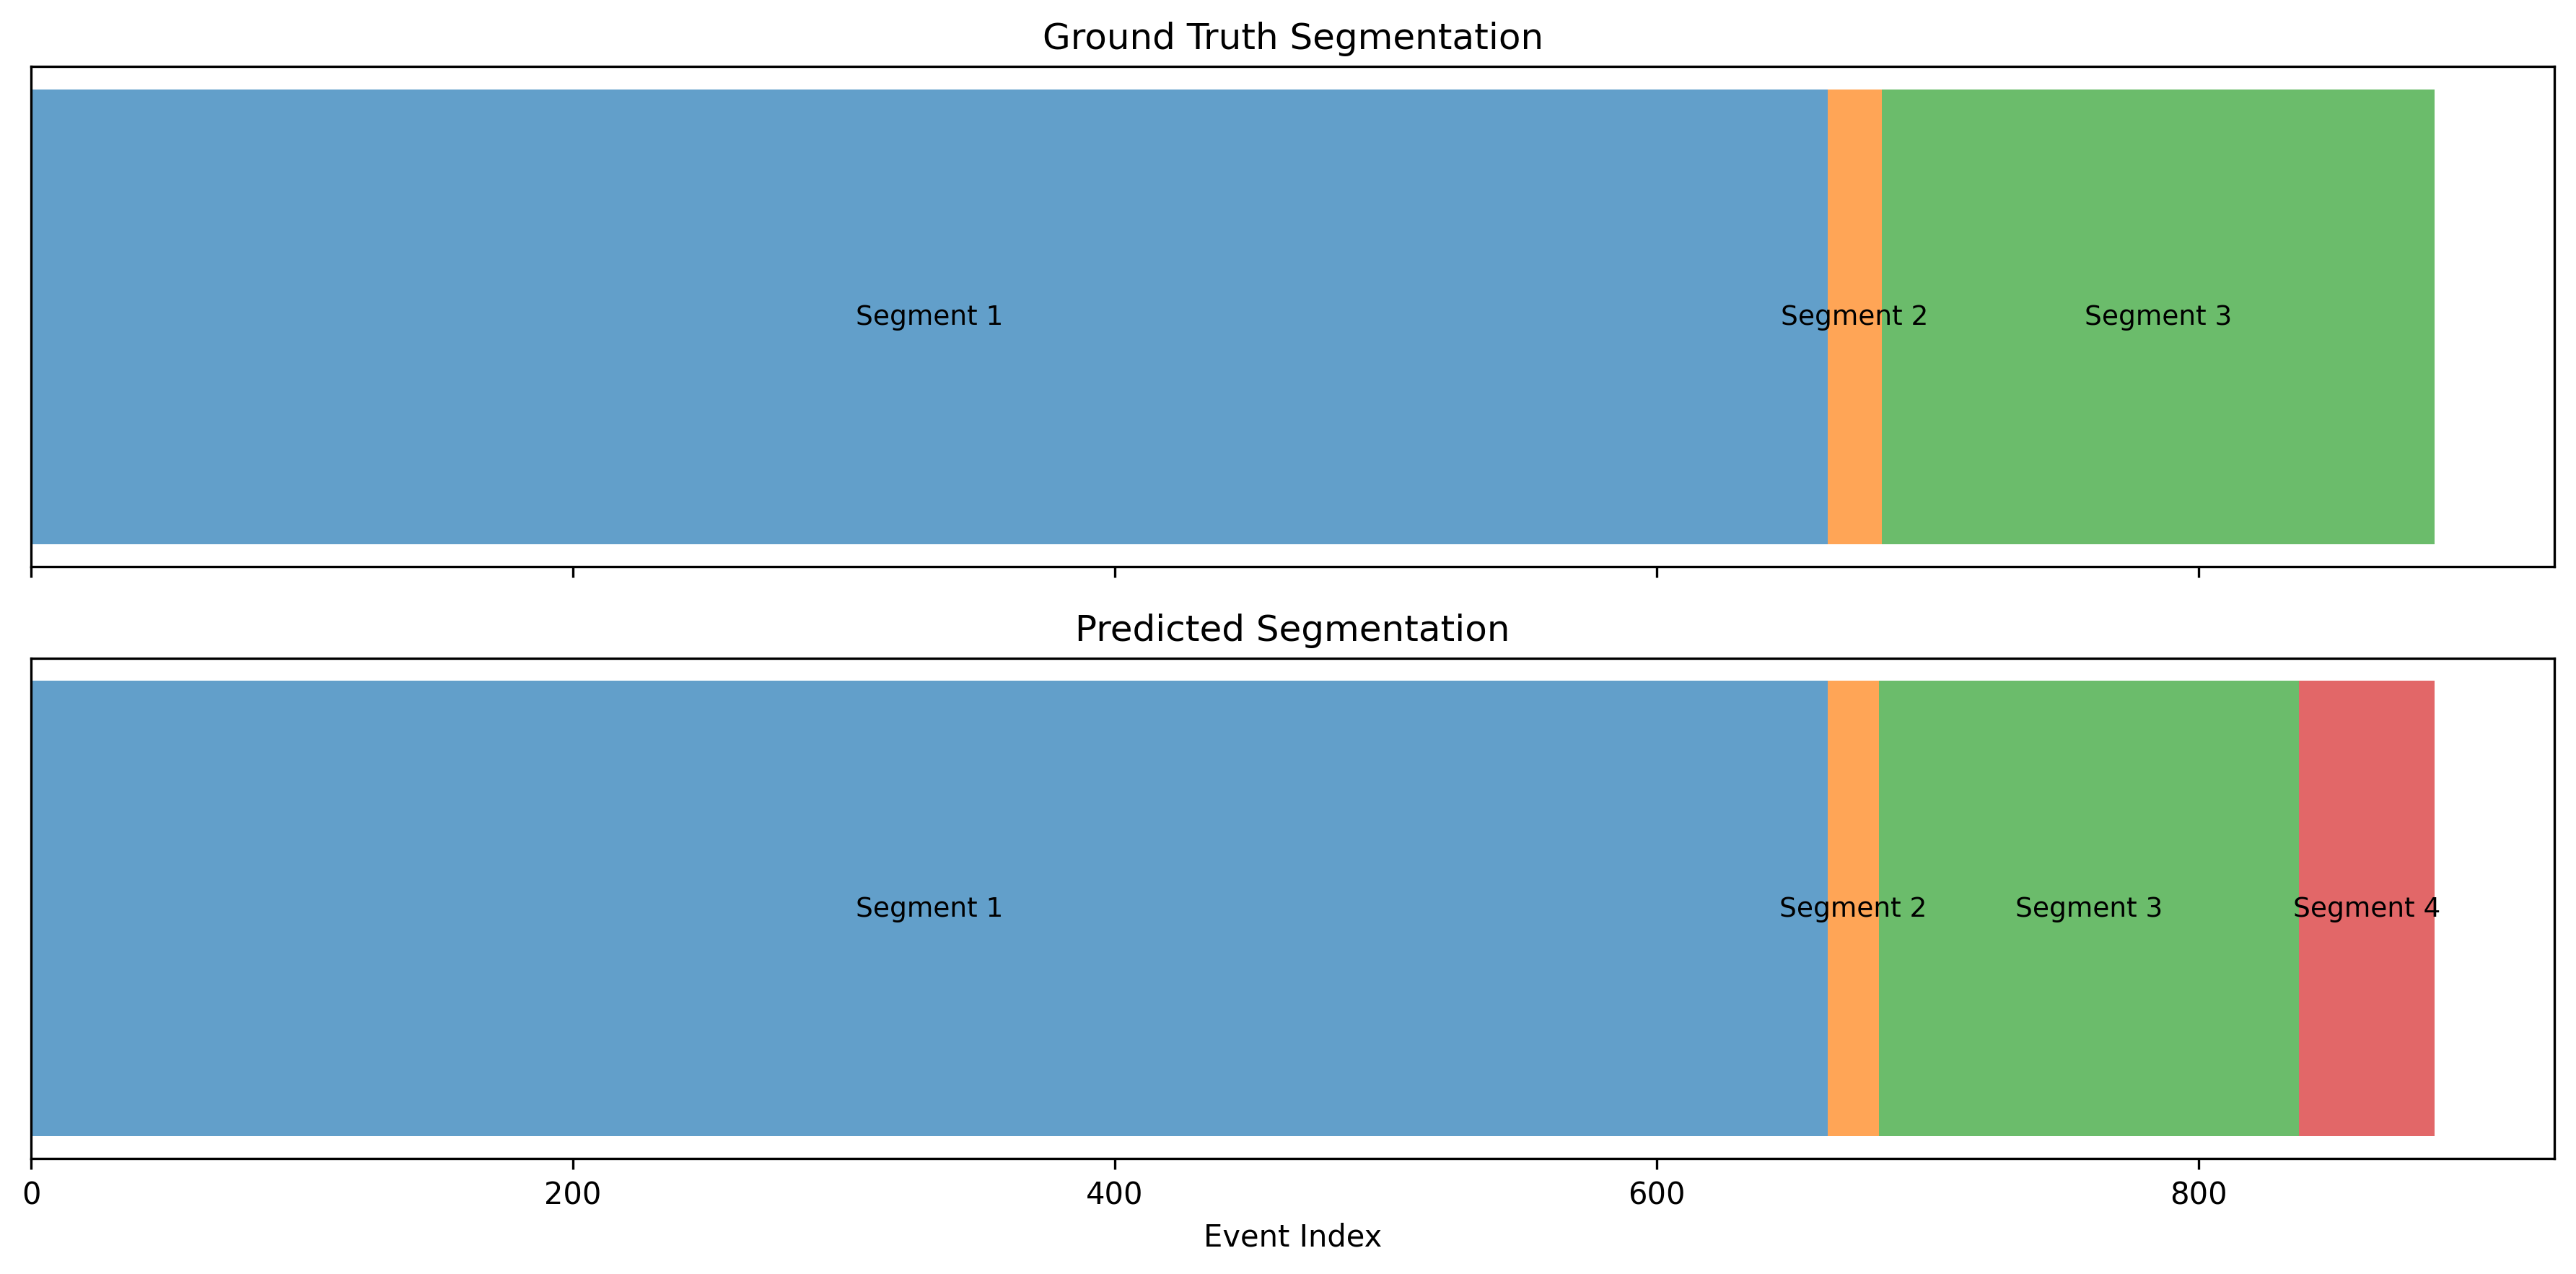 Ground Truth Segmentation
Segment 1
Segment 2
Segment 3
Predicted Segmentation
Segment 1
Segment 2
Segment 3
Segment 4
0
200
400
600
800
Event Index